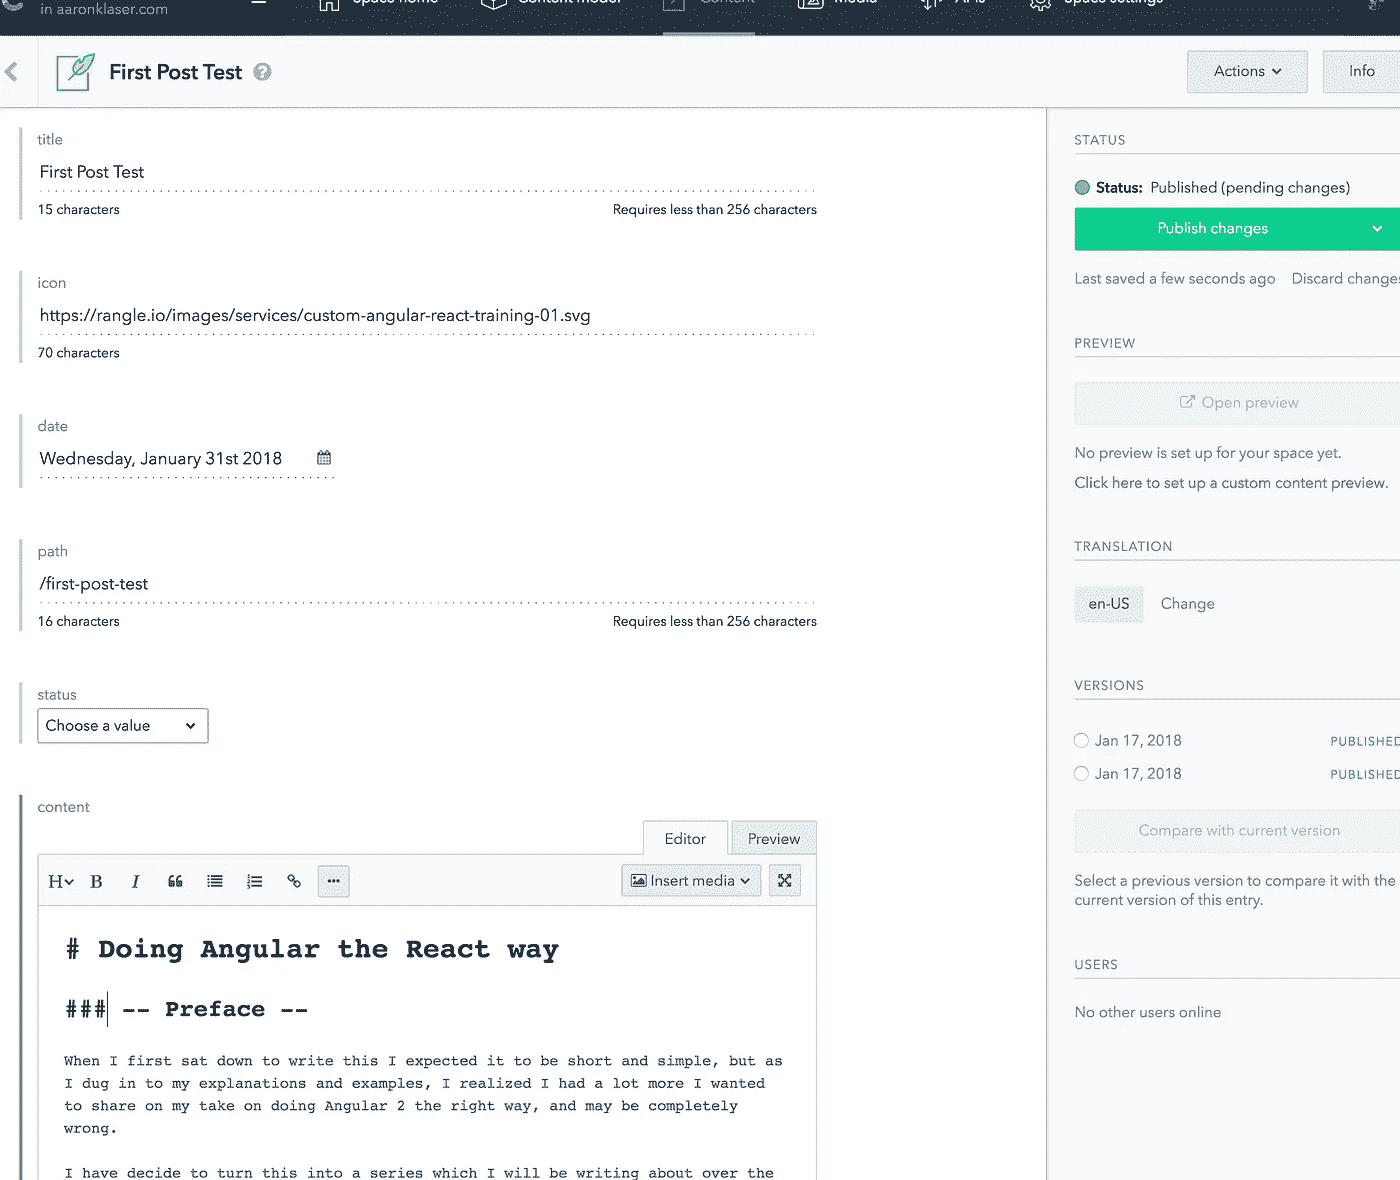 in aaronklaser.com
Space home
Content model
Content
Media
APIs
Space settings
First Post Test ?
Actions
Info
title
First Post Test
15 characters
Requires less than 256 characters
icon
https://rangle.io/images/services/custom-angular-react-training-01.svg
70 characters
date
Wednesday, January 31st 2018
path
/first-post-test
16 characters
Requires less than 256 characters
status
Choose a value
content
Editor
Preview
H B I
Insert media
# Doing Angular the React way
### -- Preface --
When I first sat down to write this I expected it to be short and simple, but as
I dug in to my explanations and examples, I realized I had a lot more I wanted
to share on my take on doing Angular 2 the right way, and may be completely
wrong.
I have decide to turn this into a series which I will be writing about over the
STATUS
Status: Published (pending changes)
Publish changes
Last saved a few seconds ago
Discard changes
PREVIEW
Open preview
No preview is set up for your space yet.
Click here to set up a custom content preview.
TRANSLATION
en-US
Change
VERSIONS
Jan 17, 2018
PUBLISHED
Jan 17, 2018
PUBLISHED
Compare with current version
Select a previous version to compare it with the
current version of this entry.
USERS
No other users online